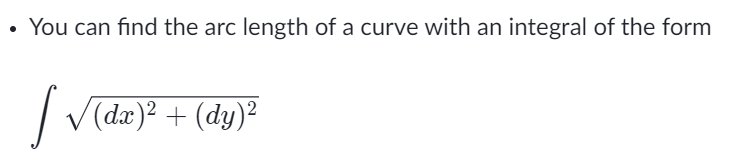 • You can find the arc length of a curve with an integral of the form
∫ √(dx)² + (dy)²